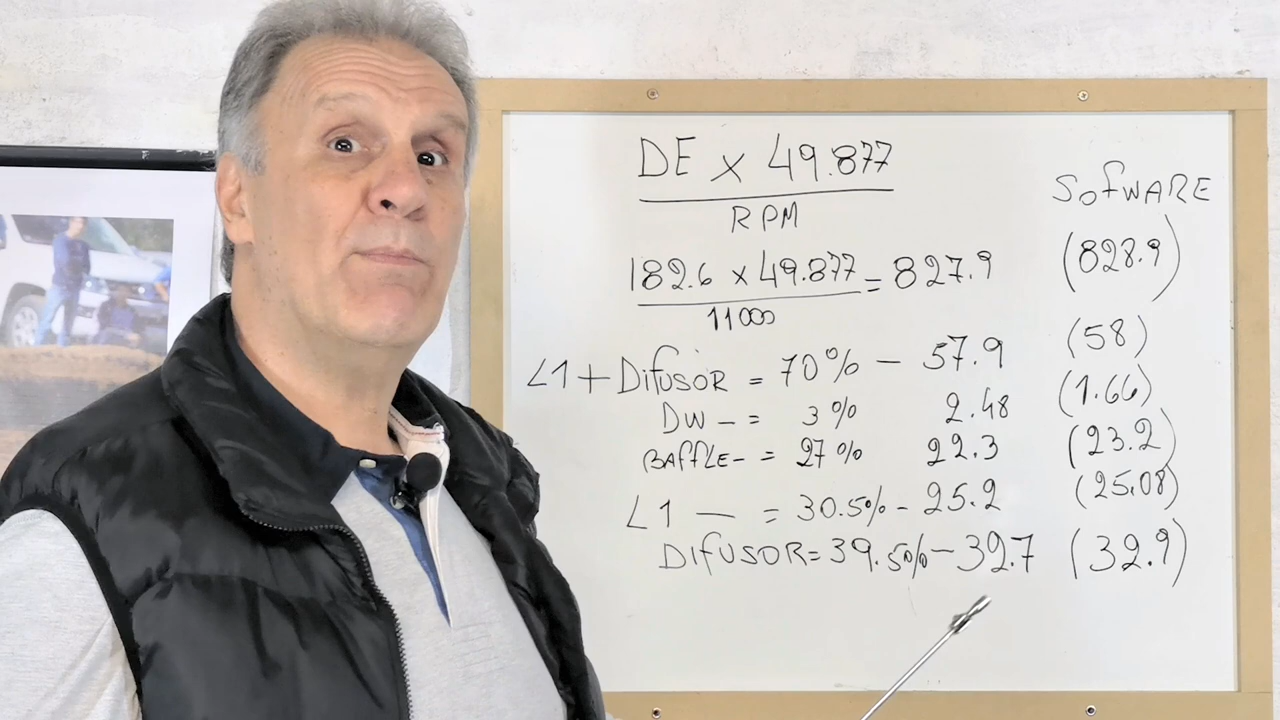 DE x 49.877
RPM
SOFWARE
182.6 x 49.877 = 827.9 (828.9)
11000
L1 + DIFUSOR = 70% - 57.9 (58)
DW - = 3% 2.48 (1.66)
BAFFLE - = 27% 22.3 (23.2)
L1 - = 30.5% - 25.2 (25.08)
DIFUSOR = 39.5% - 32.7 (32.9)